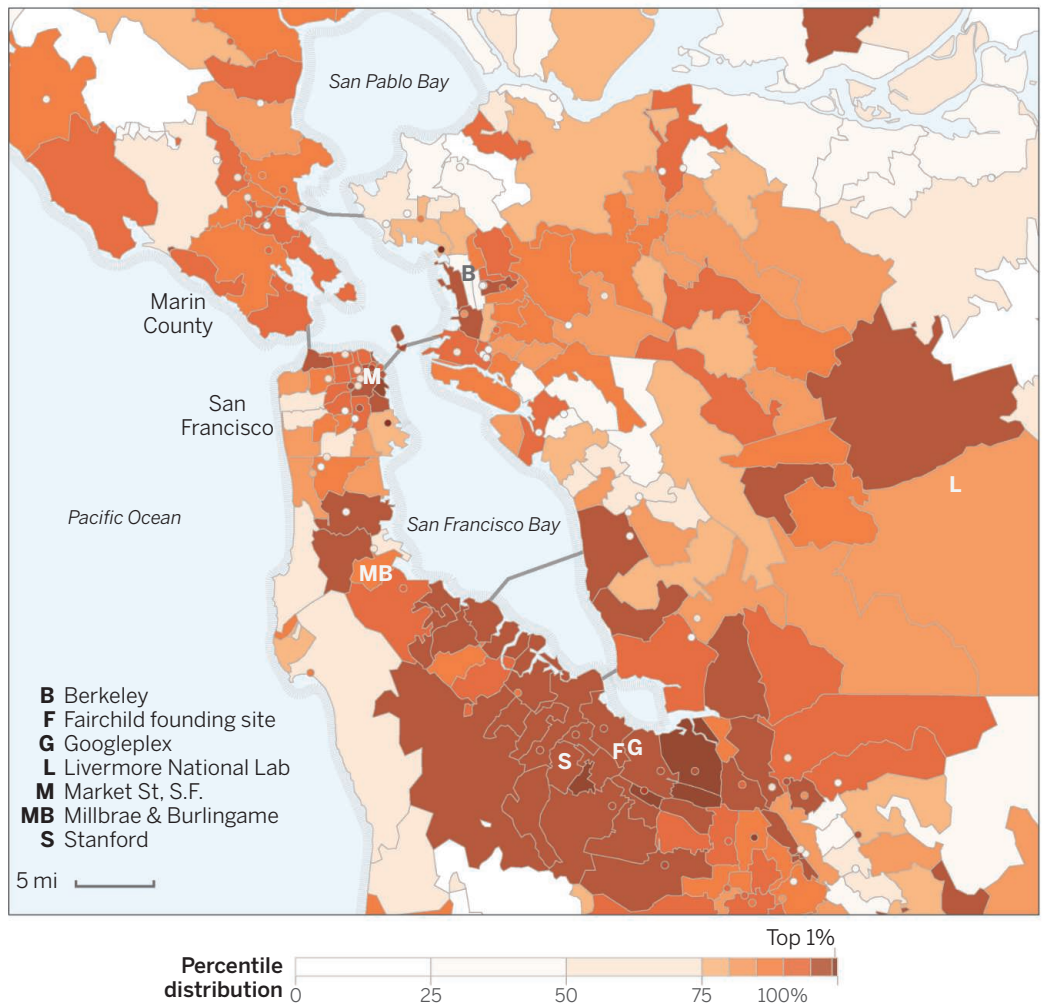 San Pablo Bay
B
Marin
County
M
San
Francisco
L
Pacific Ocean
San Francisco Bay
MB
F G
S
B Berkeley
F Fairchild founding site
G Googleplex
L Livermore National Lab
M Market St, S.F.
MB Millbrae & Burlingame
S Stanford
5 mi
Top 1%
Percentile
distribution
0 25 50 75 100%